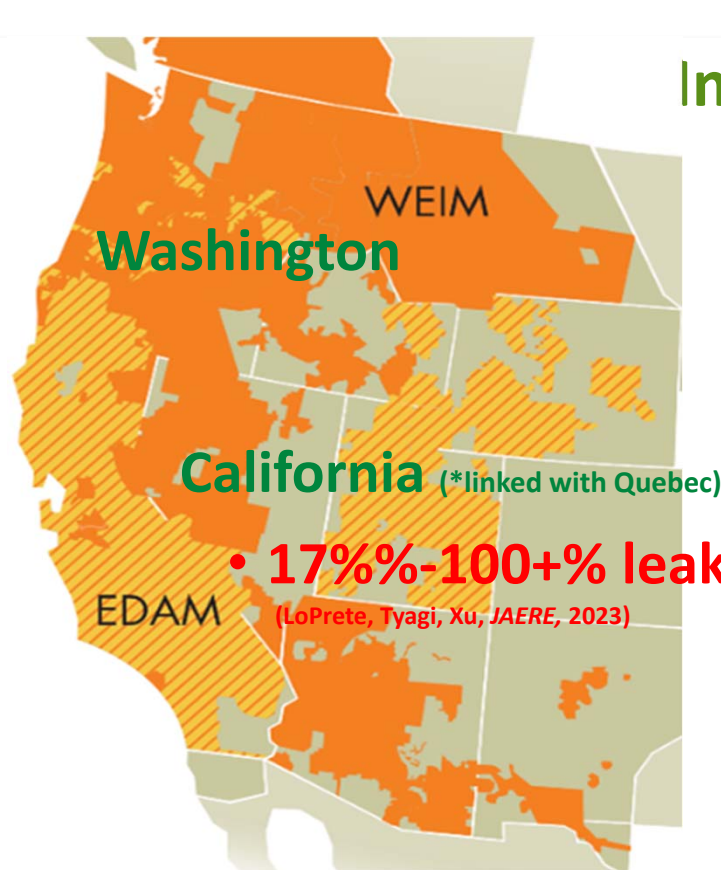 In
WEIM
Washington
California (*linked with Quebec)
• 17%%-100+% leak
EDAM
(LoPrete, Tyagi, Xu, JAERE, 2023)